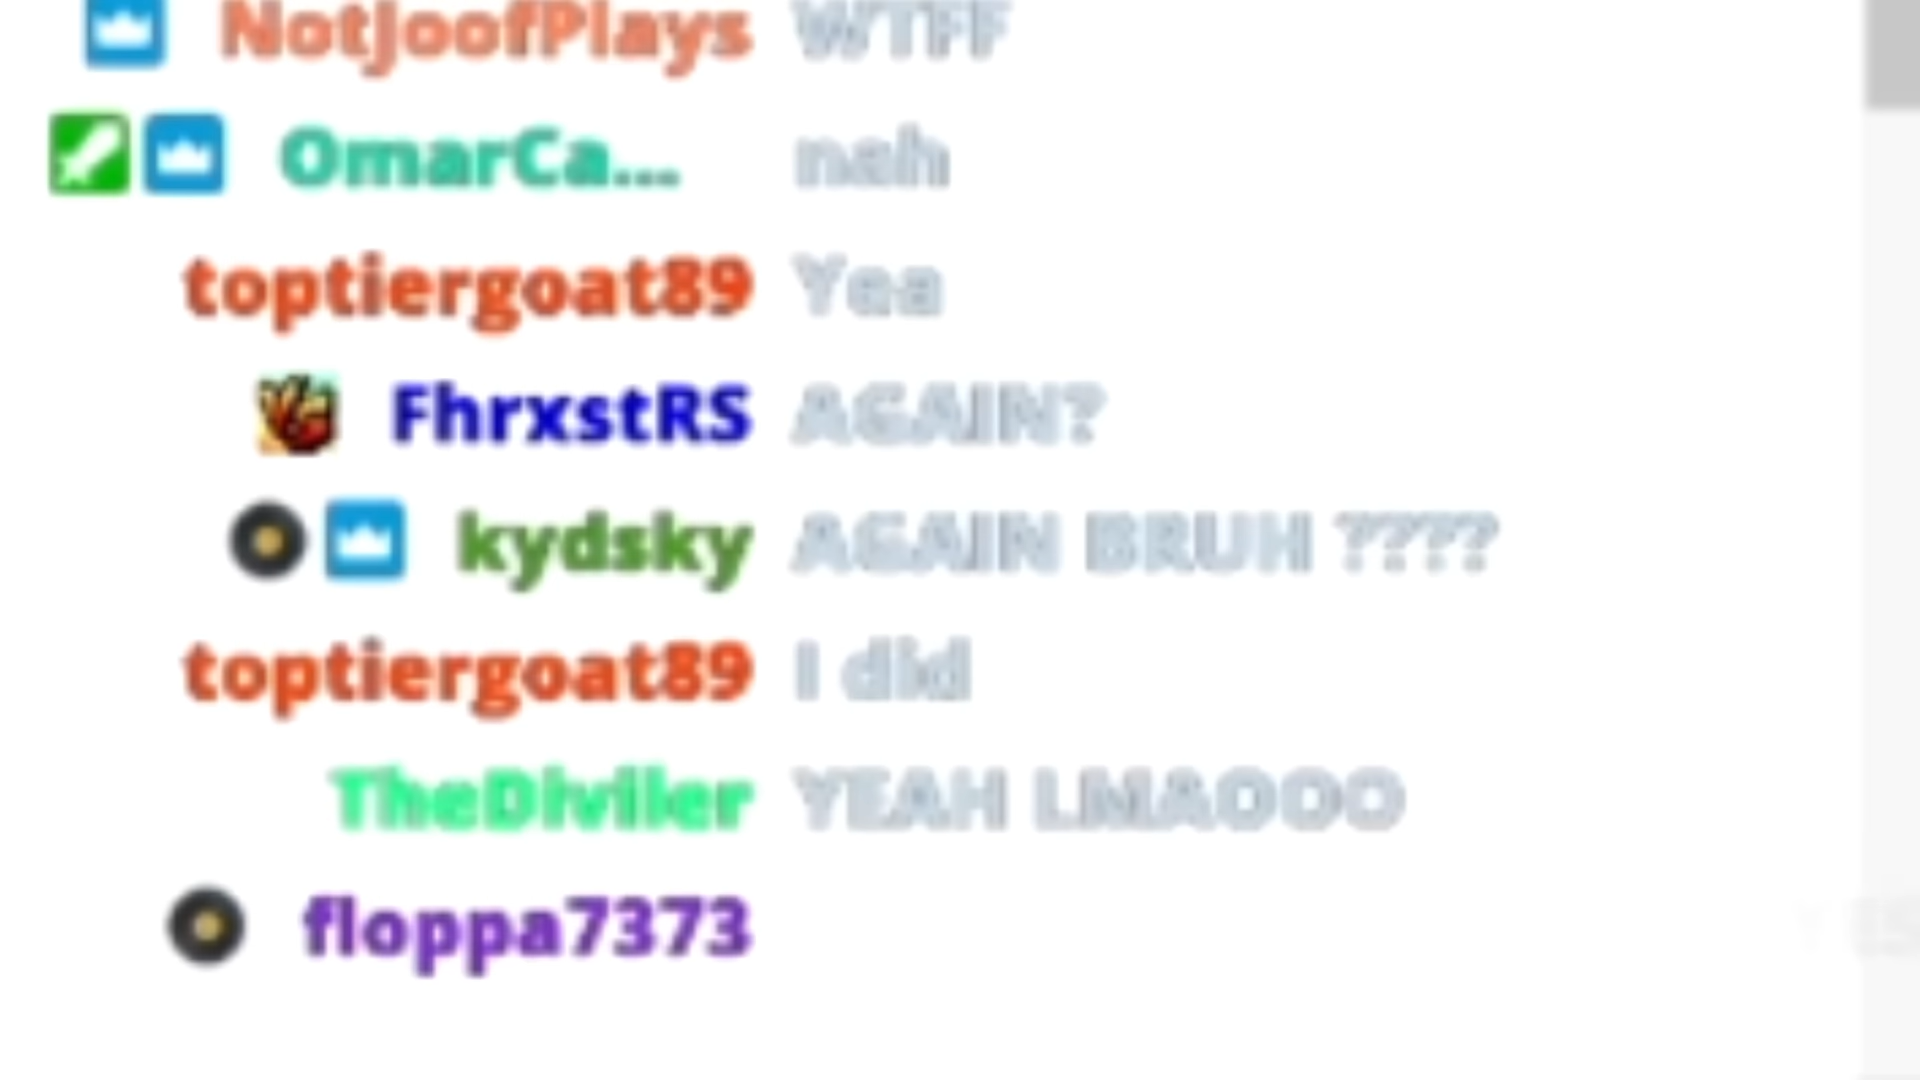 NotJoofPlays WTFF
OmarCa... nah
toptiergoat89 Yea
FhrxstRS AGAIN?
kydsky AGAIN BRUH ????
toptiergoat89 I did
TheDiviler YEAH LMAOOO
floppa7373